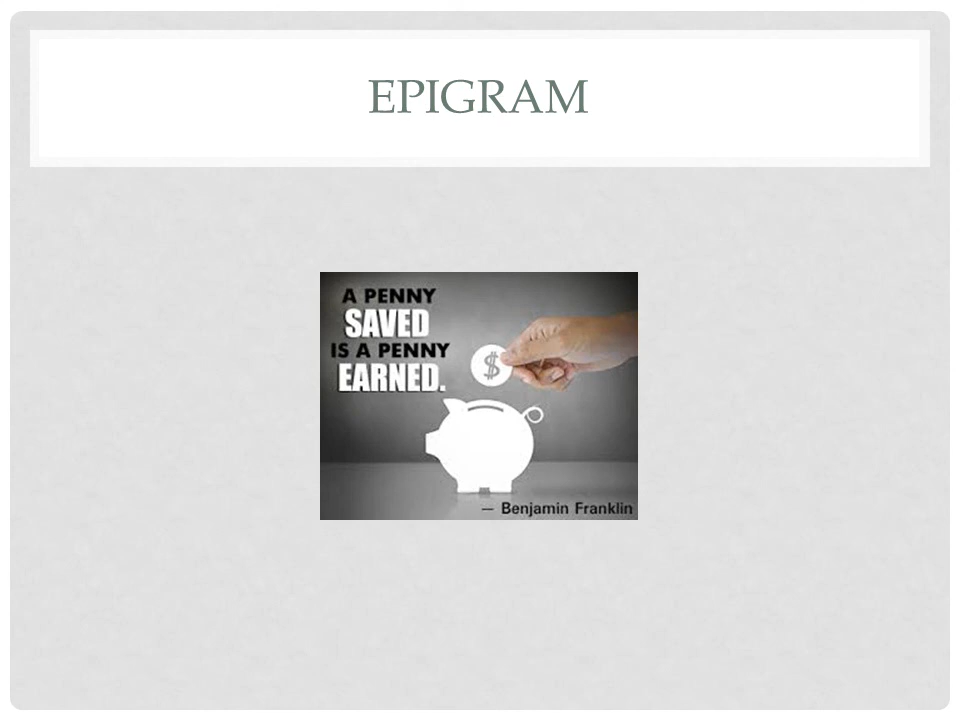 EPIGRAM
A PENNY
SAVED
IS A PENNY
EARNED.
$
— Benjamin Franklin